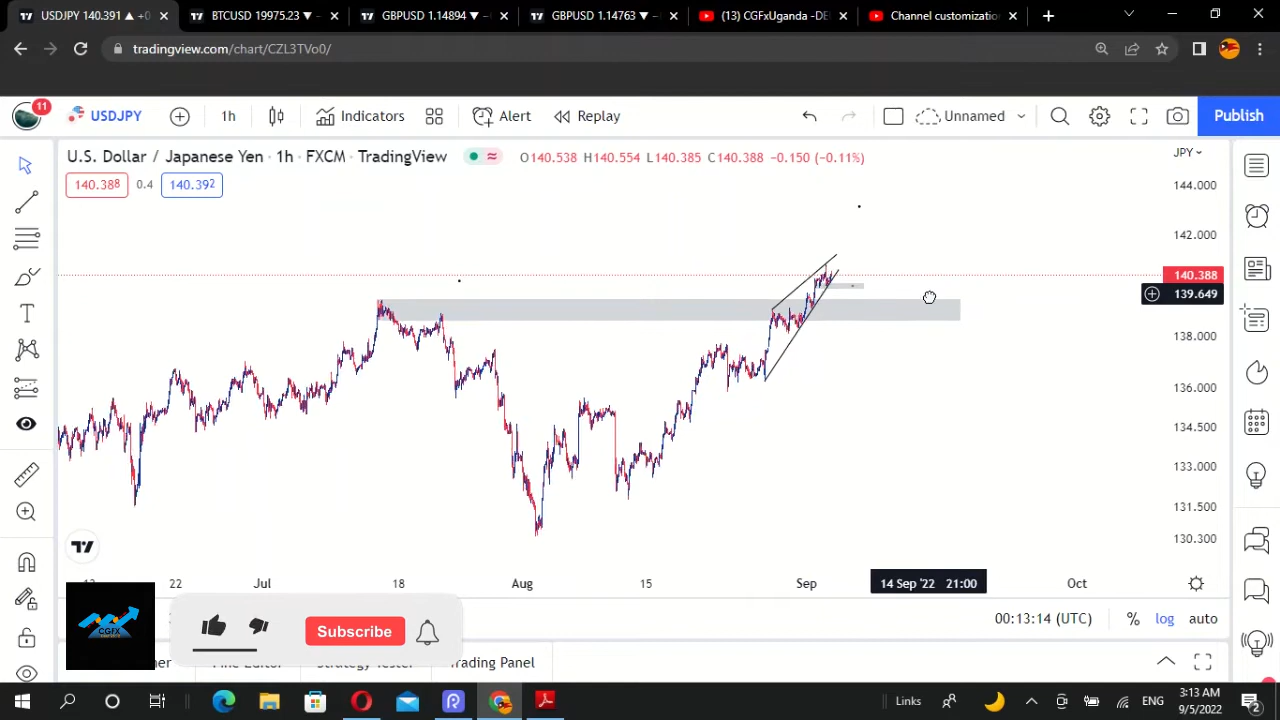 USDJPY 140.391 ▲ +0
BTCUSD 19975.23 ▼
GBPUSD 1.14894 ▼
GBPUSD 1.14763 ▼
(13) CGFxUganda - DE
Channel customizatio
tradingview.com/chart/CZL3TVo0/
11
USDJPY
1h
Indicators
Alert
Replay
Unnamed
Publish
U.S. Dollar / Japanese Yen · 1h · FXCM · TradingView
O140.538 H140.554 L140.385 C140.388 -0.150 (-0.11%)
JPY
140.388 0.4 140.392
144.000
142.000
140.388
139.649
138.000
136.000
134.500
133.000
131.500
130.300
22 Jul 18 Aug 15 Sep 14 Sep '22 21:00 Oct
CGFX
Subscribe
00:13:14 (UTC)
% log auto
Trading Panel
Links
ENG
3:13 AM
9/5/2022
2